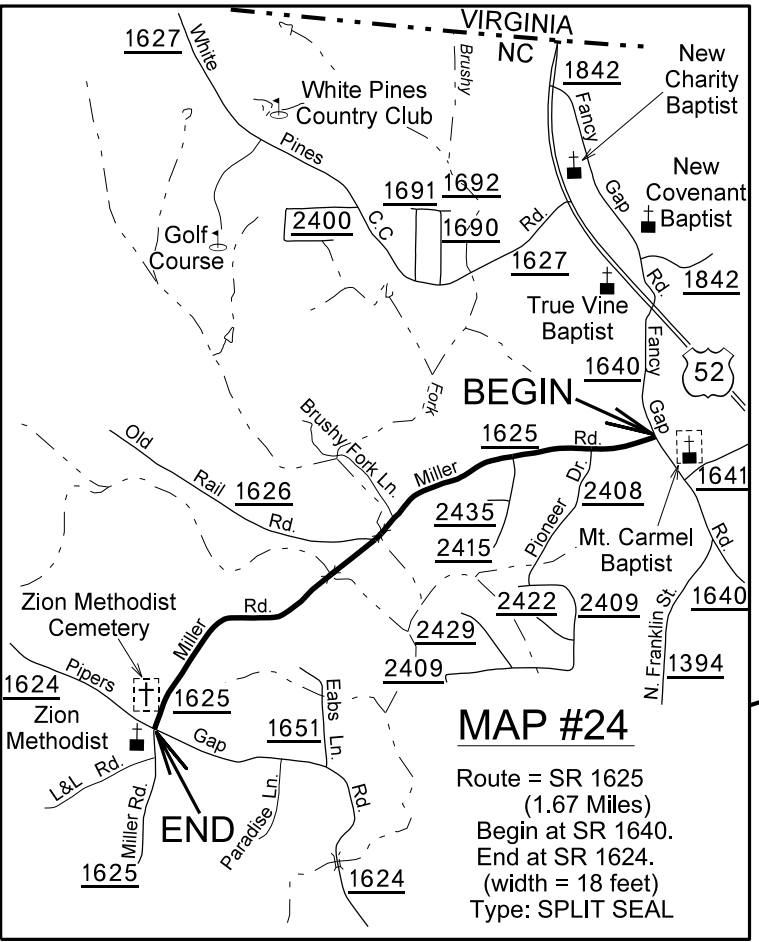 VIRGINIA
NC
1627
White
Pines
C.C
Rd.
1627
White Pines
Country Club
Brushy
Fork
1842
Fancy
Gap
Rd.
1842
New
Charity
Baptist
New
Covenant
Baptist
Golf
Course
2400
1691
1692
1690
True Vine
Baptist
52
1640
Fancy
Gap
Rd.
1640
BEGIN
1625
Miller
Rd.
1641
Mt. Carmel
Baptist
Brushy Fork Ln.
Old
Rail
Rd.
1626
2435
2415
Pioneer
Dr.
2408
2422
2409
2429
2409
N. Franklin St.
1394
Zion Methodist
Cemetery
Miller
Rd.
1625
1624
Pipers
Gap
Rd.
1624
Zion
Methodist
1651
Eabs
Ln.
Paradise Ln.
L&L Rd.
Miller Rd.
1625
END
MAP #24
Route = SR 1625
(1.67 Miles)
Begin at SR 1640.
End at SR 1624.
(width = 18 feet)
Type: SPLIT SEAL